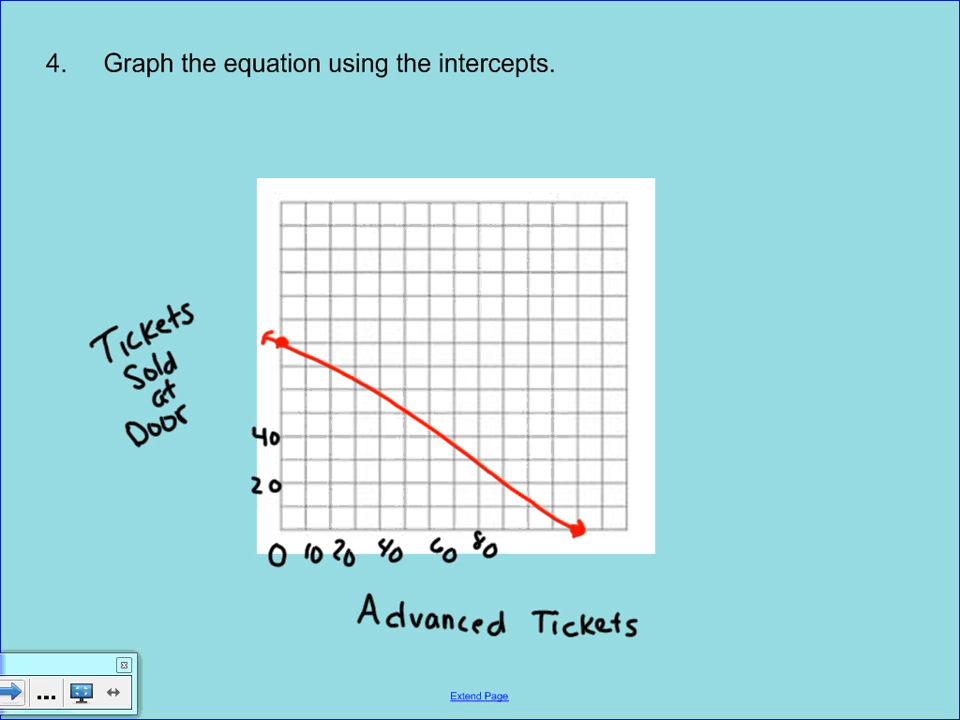 4. Graph the equation using the intercepts.
Tickets
Sold
at
Door
40
20
0 10 20 40 60 80
Advanced Tickets
...
Extend Page